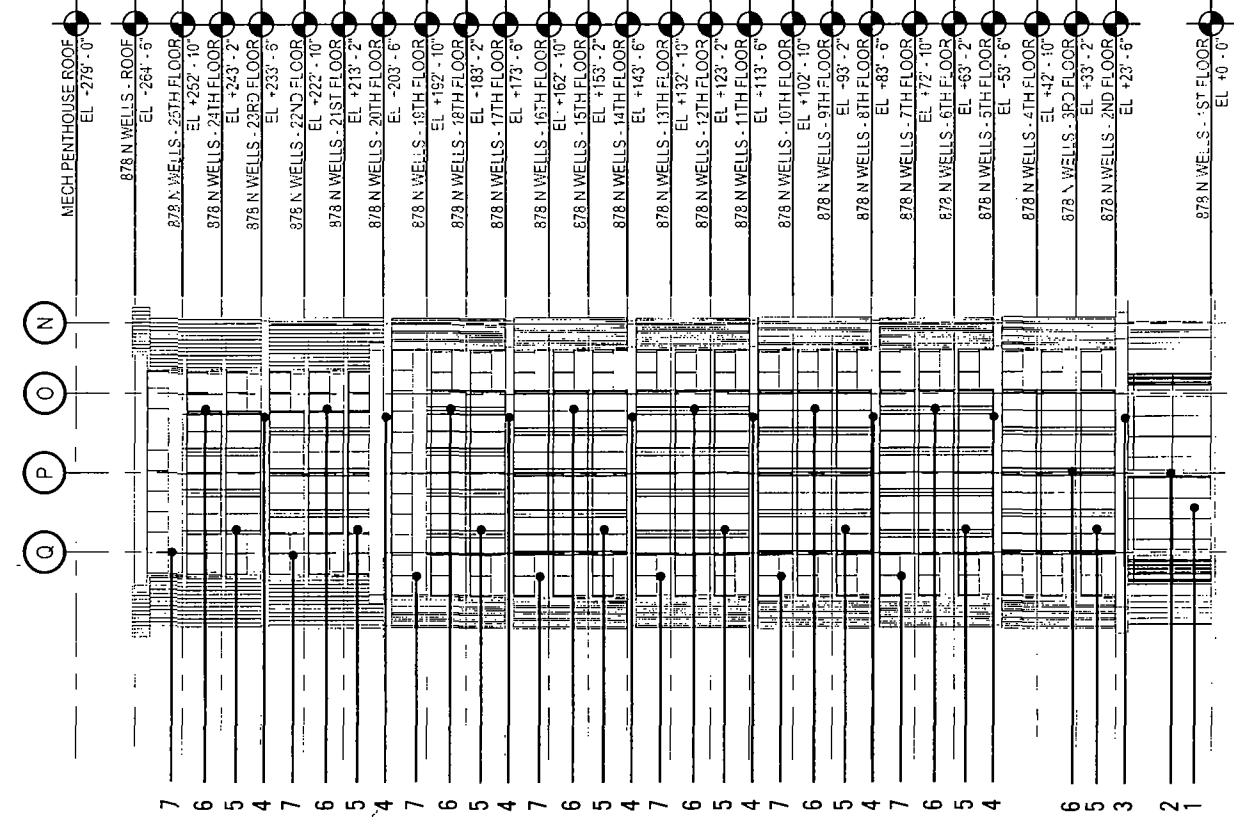 Q
P
O
N
MECH PENTHOUSE ROOF
EL +279' - 0"
878 N WELLS - ROOF
EL +264' - 6"
878 N WELLS - 25TH FLOOR
EL +252' - 10"
878 N WELLS - 24TH FLOOR
EL +243' - 2"
878 N WELLS - 23RD FLOOR
EL +233' - 6"
878 N WELLS - 22ND FLOOR
EL +222' - 10"
878 N WELLS - 21ST FLOOR
EL +213' - 2"
878 N WELLS - 20TH FLOOR
EL +203' - 6"
878 N WELLS - 19TH FLOOR
EL +192' - 10"
878 N WELLS - 18TH FLOOR
EL +183' - 2"
878 N WELLS - 17TH FLOOR
EL +173' - 6"
878 N WELLS - 16TH FLOOR
EL +162' - 10"
878 N WELLS - 15TH FLOOR
EL +153' - 2"
878 N WELLS - 14TH FLOOR
EL +143' - 6"
878 N WELLS - 13TH FLOOR
EL +132' - 10"
878 N WELLS - 12TH FLOOR
EL +123' - 2"
878 N WELLS - 11TH FLOOR
EL +113' - 6"
878 N WELLS - 10TH FLOOR
EL +102' - 10"
878 N WELLS - 9TH FLOOR
EL +93' - 2"
878 N WELLS - 8TH FLOOR
EL +83' - 6"
878 N WELLS - 7TH FLOOR
EL +72' - 10"
878 N WELLS - 6TH FLOOR
EL +63' - 2"
878 N WELLS - 5TH FLOOR
EL +53' - 6"
878 N WELLS - 4TH FLOOR
EL +42' - 10"
878 N WELLS - 3RD FLOOR
EL +33' - 2"
878 N WELLS - 2ND FLOOR
EL +23' - 6"
878 N WELLS - 1ST FLOOR
EL +0' - 0"
7
6
5
4
7
6
5
4
7
6
5
4
7
6
5
4
7
6
5
4
7
6
5
4
7
6
5
4
6
5
3
2
1